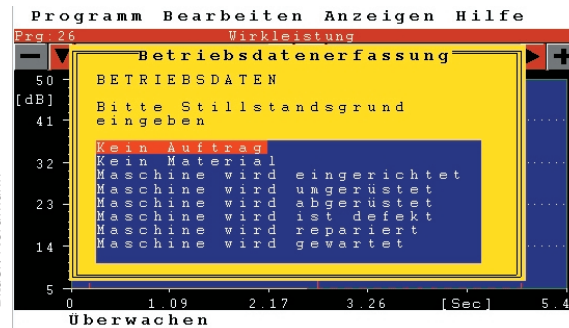 Programm Bearbeiten Anzeigen Hilfe
Prg:26 Wirkleistung
Betriebsdatenerfassung
BETRIEBSDATEN
Bitte Stillstandsgrund
eingeben
Kein Auftrag
Kein Material
Maschine wird eingerichtet
Maschine wird umgerüstet
Maschine wird abgerüstet
Maschine wird ist defekt
Maschine wird repariert
Maschine wird gewartet
50
[dB]
41
32
23
14
5
0 1.09 2.17 3.26 [Sec] 5.4
Überwachen